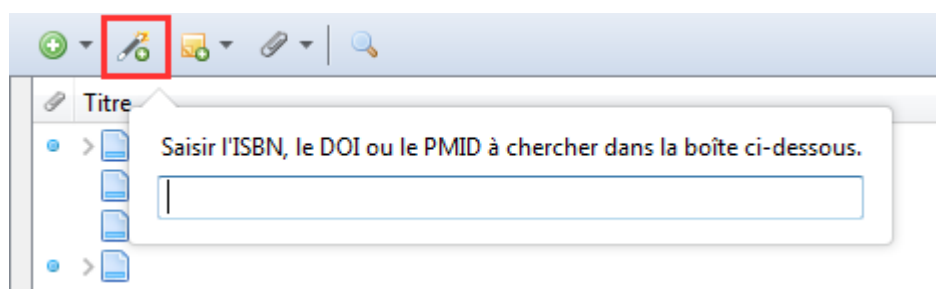 Titre
Saisir l'ISBN, le DOI ou le PMID à chercher dans la boîte ci-dessous.